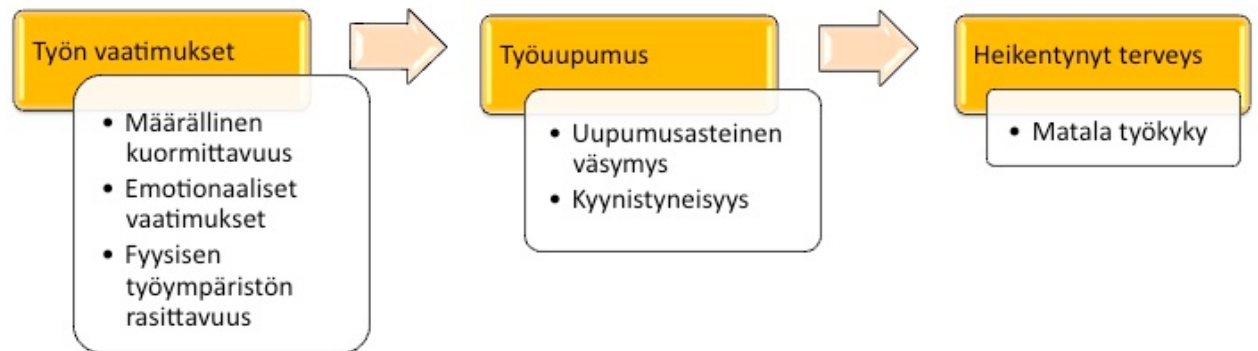 Työn vaatimukset
• Määrällinen
kuormittavuus
• Emotionaaliset
vaatimukset
• Fyysisen
työympäristön
rasittavuus
Työuupumus
• Uupumusasteinen
väsymys
• Kyynistyneisyys
Heikentynyt terveys
• Matala työkyky